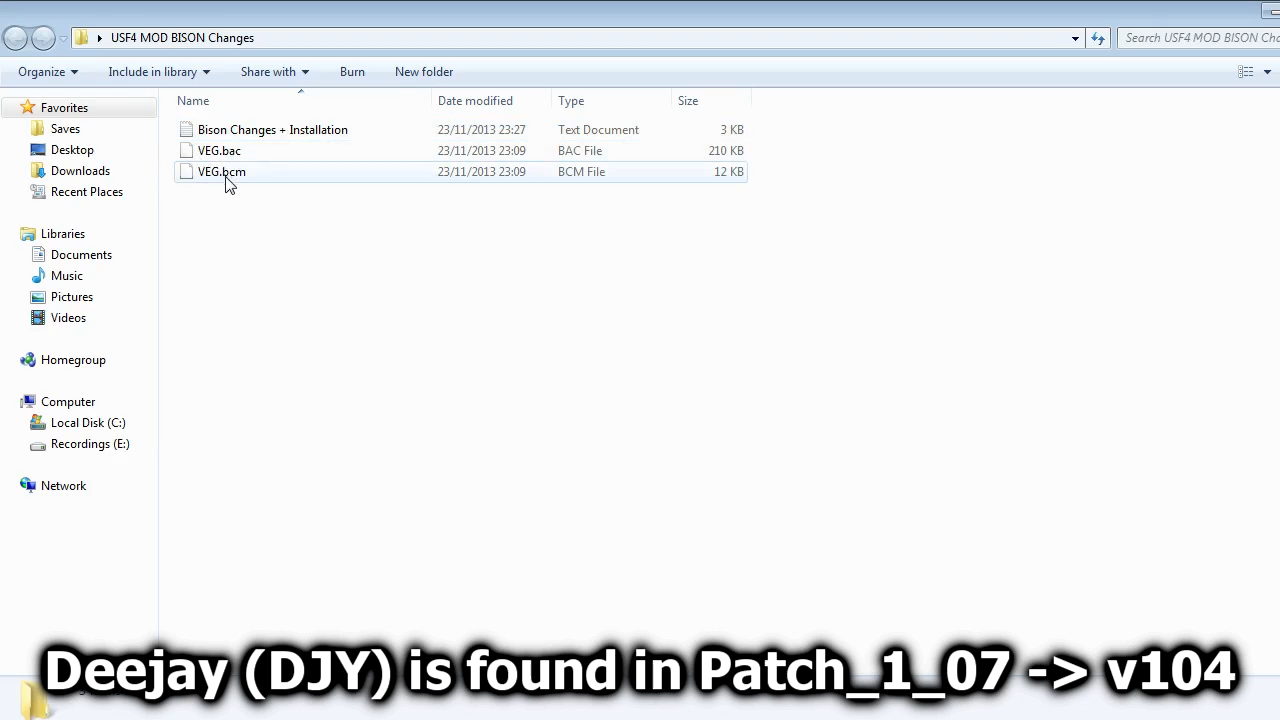 USF4 MOD BISON Changes
Search USF4 MOD BISON Cha
Organize Include in library Share with Burn New folder
Name Date modified Type Size
Favorites
Saves
Desktop
Downloads
Recent Places
Libraries
Documents
Music
Pictures
Videos
Homegroup
Computer
Local Disk (C:)
Recordings (E:)
Network
Bison Changes + Installation 23/11/2013 23:27 Text Document 3 KB
VEG.bac 23/11/2013 23:09 BAC File 210 KB
VEG.bcm 23/11/2013 23:09 BCM File 12 KB
Deejay (DJY) is found in Patch_1_07 -> v104